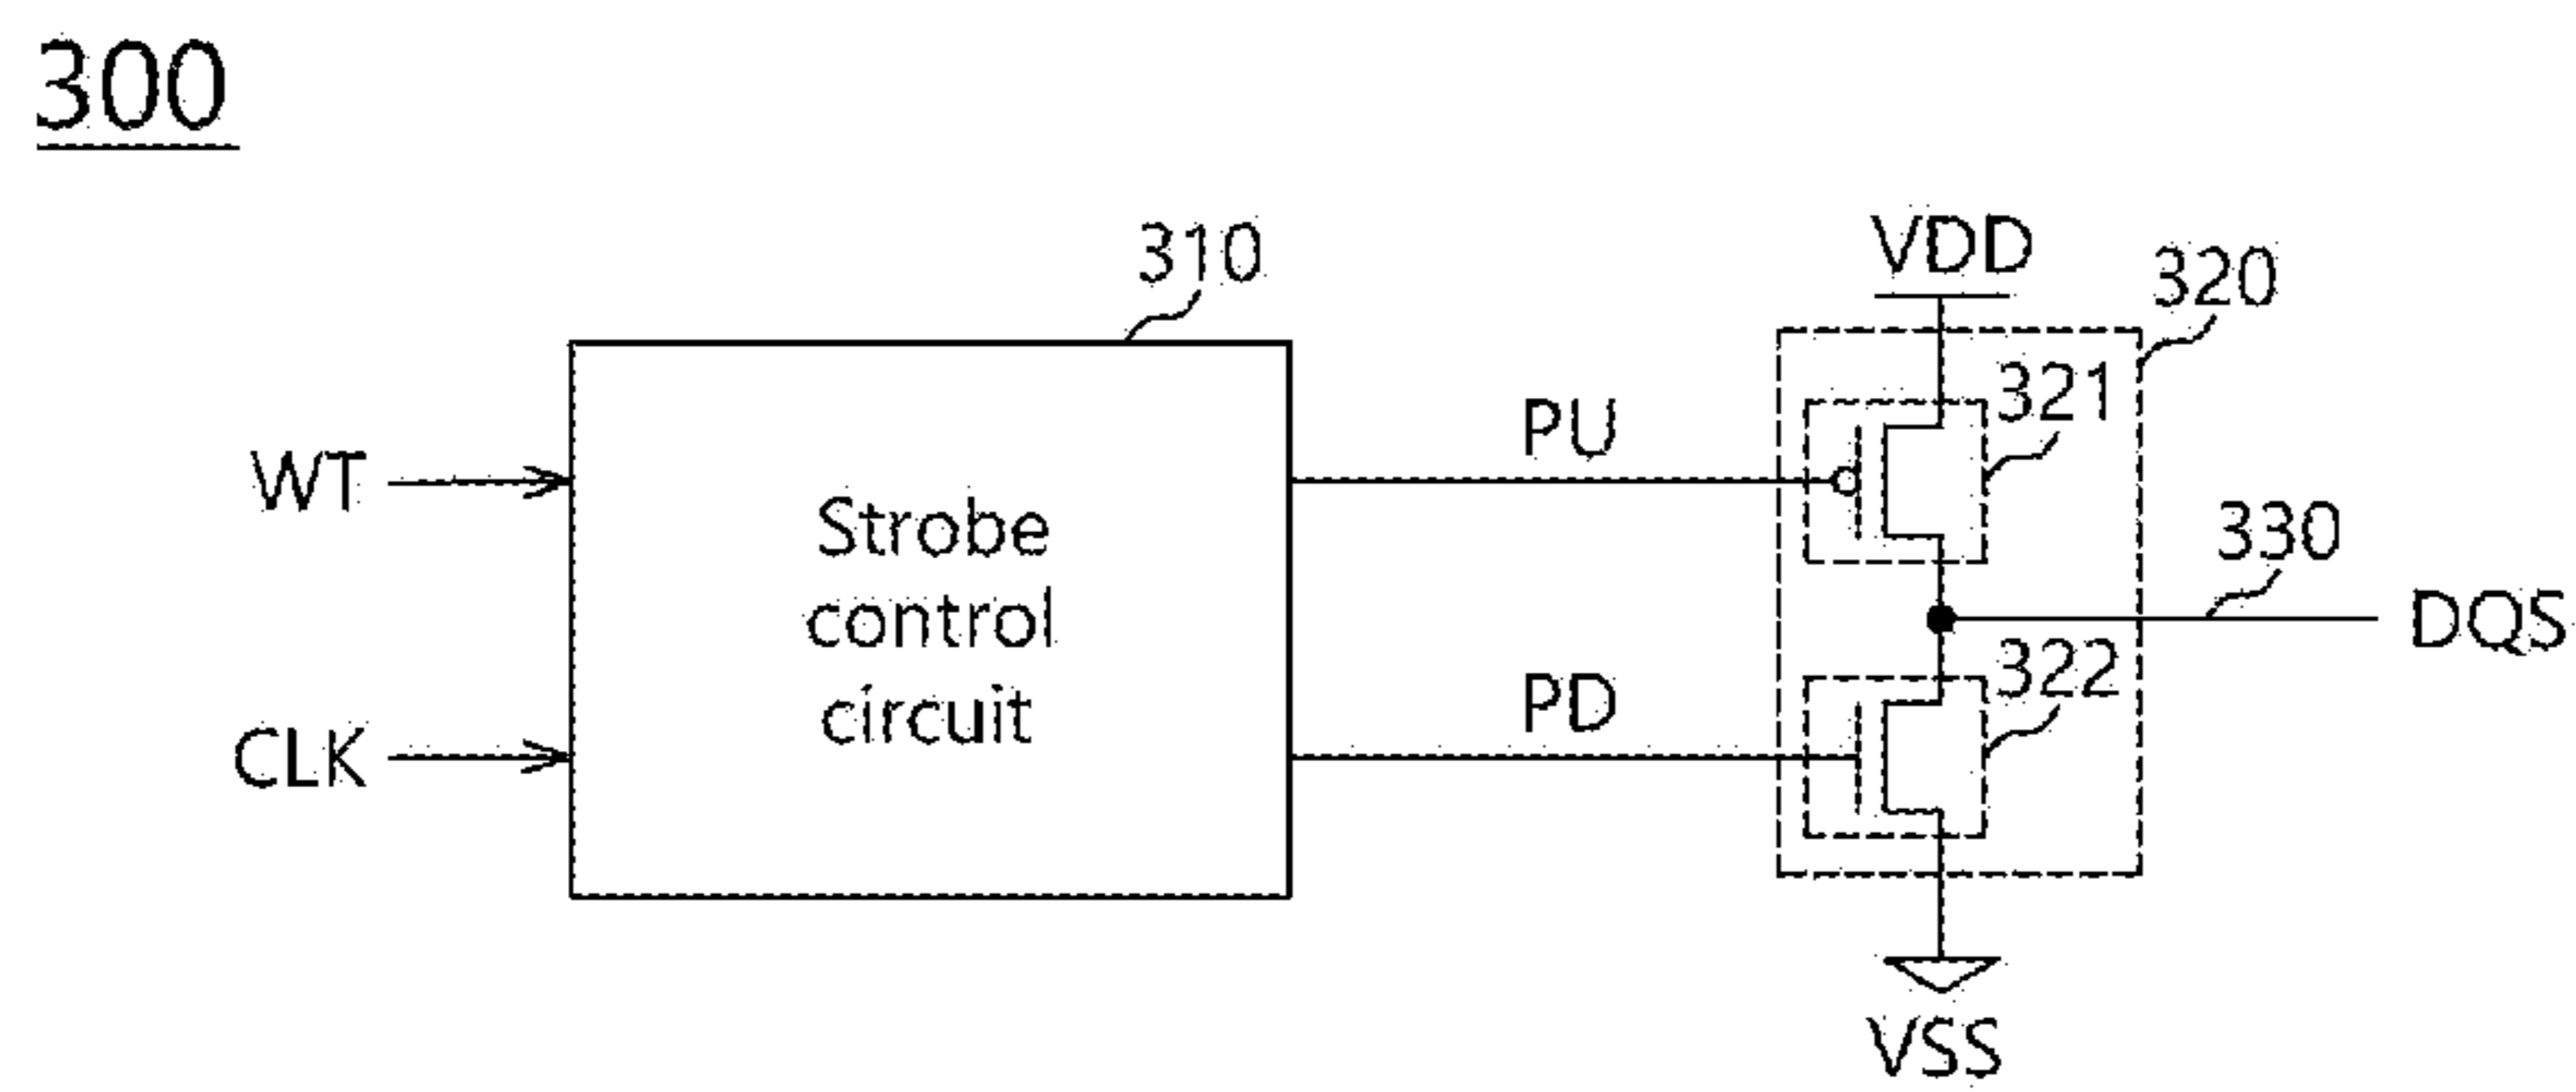 300
310
VDD
320
321
PU
WT
Strobe
control
circuit
330
DQS
322
PD
CLK
VSS